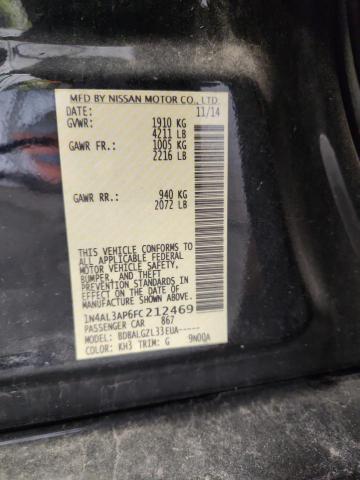 MFD BY NISSAN MOTOR CO., LTD.
DATE: 11/14
GVWR: 1910 KG
4211 LB
GAWR FR.: 1005 KG
2216 LB
GAWR RR.: 940 KG
2072 LB
THIS VEHICLE CONFORMS TO
ALL APPLICABLE U.S. FEDERAL
MOTOR VEHICLE SAFETY,
BUMPER, AND THEFT
PREVENTION STANDARDS IN
EFFECT ON THE DATE OF
MANUFACTURE SHOWN ABOVE.
1N4AL3AP6FC212469
PASSENGER CAR 867
MODEL: BDBALGZL33EUA-----
COLOR: KH3 TRIM: G 9N00A